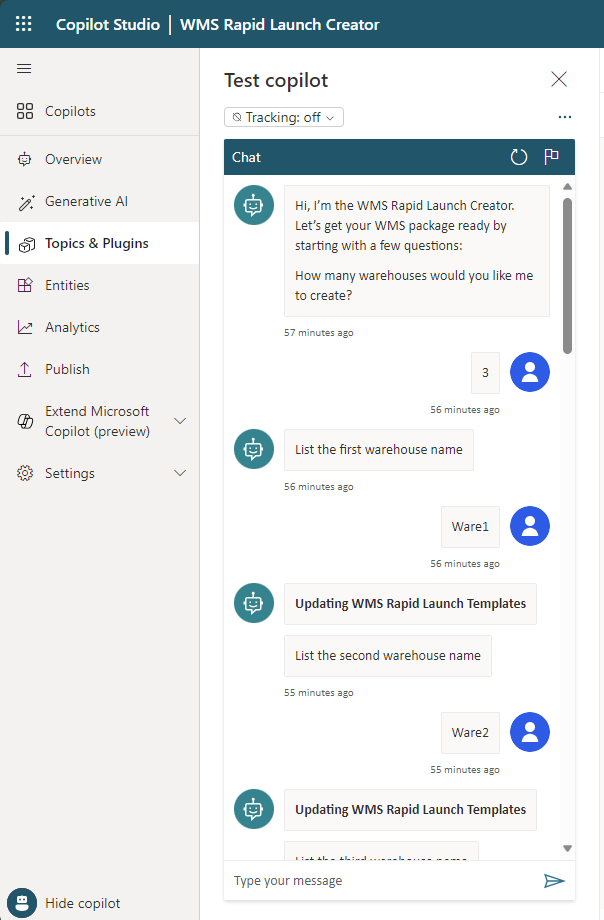 Copilot Studio | WMS Rapid Launch Creator
Copilots
Overview
Generative AI
Topics & Plugins
Entities
Analytics
Publish
Extend Microsoft
Copilot (preview)
Settings
Hide copilot
Test copilot
Tracking: off
Chat
Hi, I’m the WMS Rapid Launch Creator.
Let’s get your WMS package ready by
starting with a few questions:
How many warehouses would you like me
to create?
57 minutes ago
3
56 minutes ago
List the first warehouse name
56 minutes ago
Ware1
56 minutes ago
Updating WMS Rapid Launch Templates
List the second warehouse name
55 minutes ago
Ware2
55 minutes ago
Updating WMS Rapid Launch Templates
List the third warehouse name
Type your message